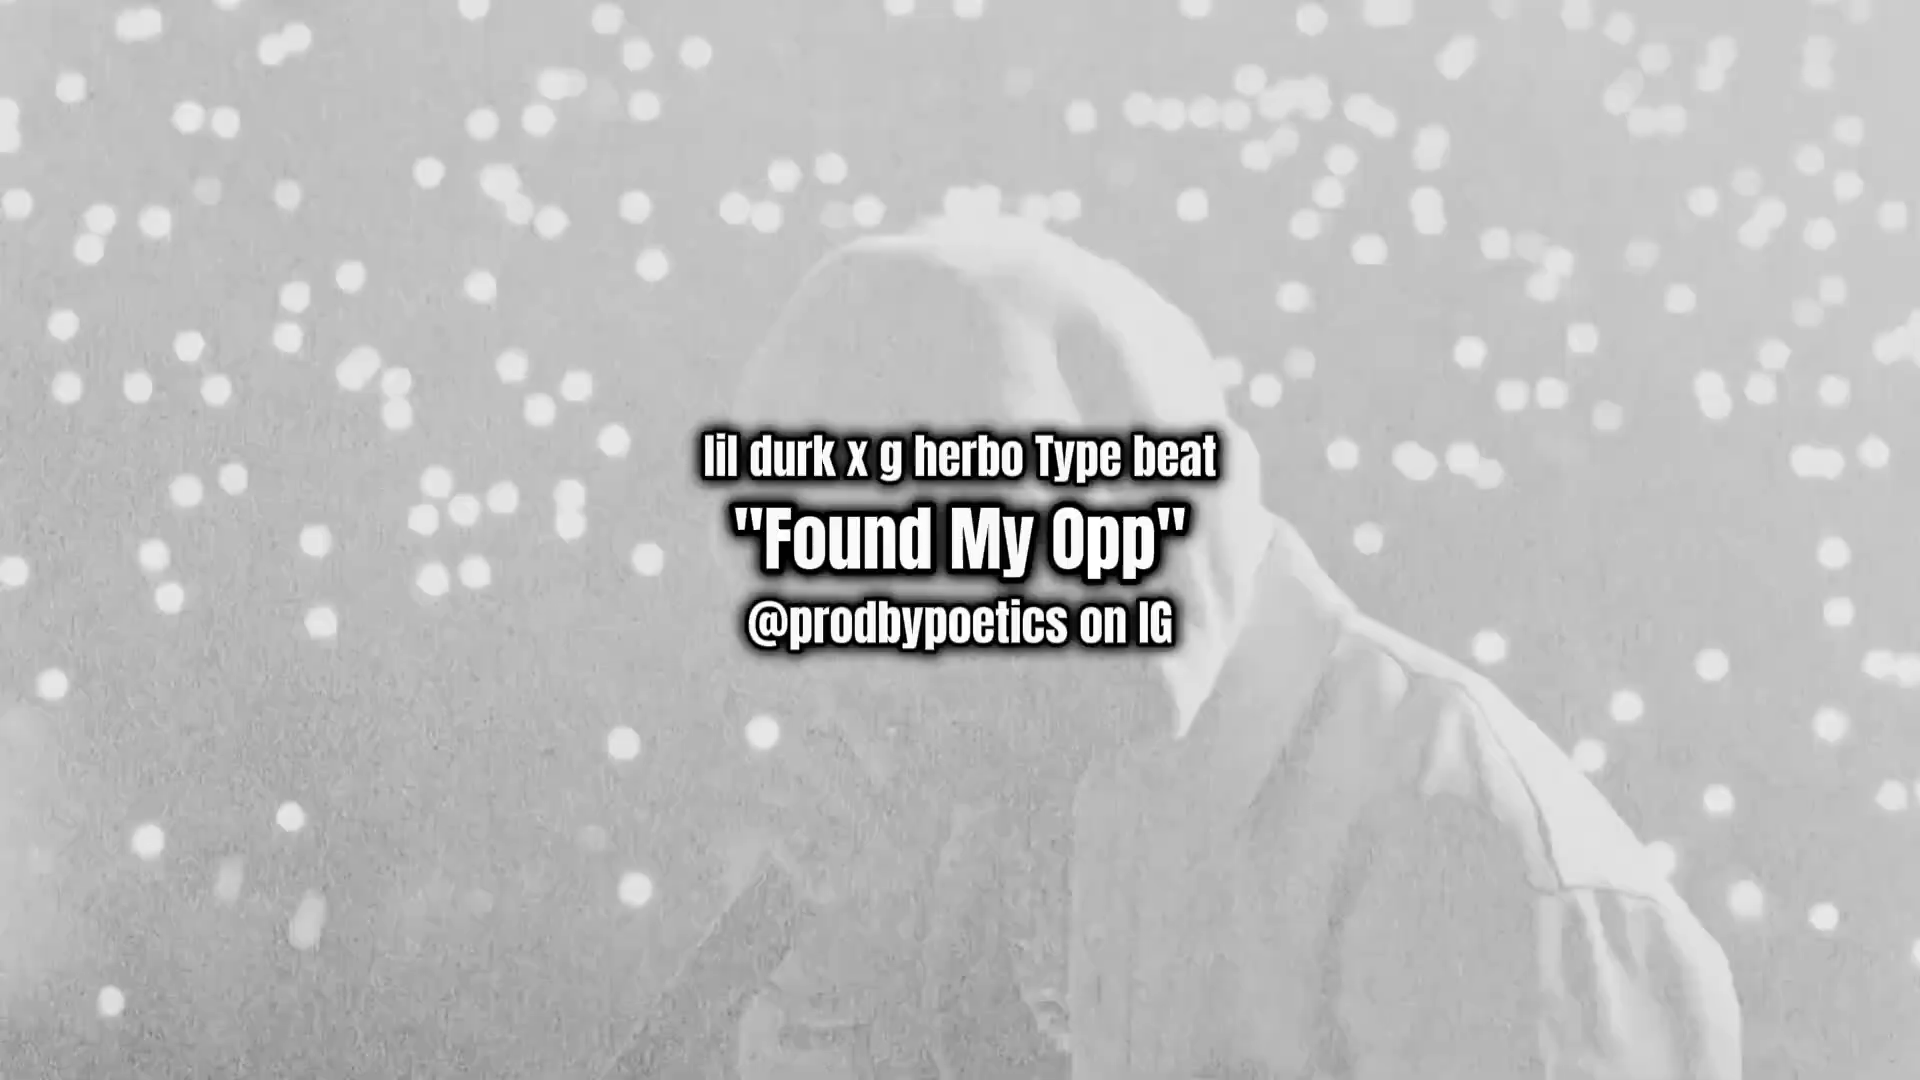 lil durk x g herbo Type beat
"Found My Opp"
@prodbypoetics on IG